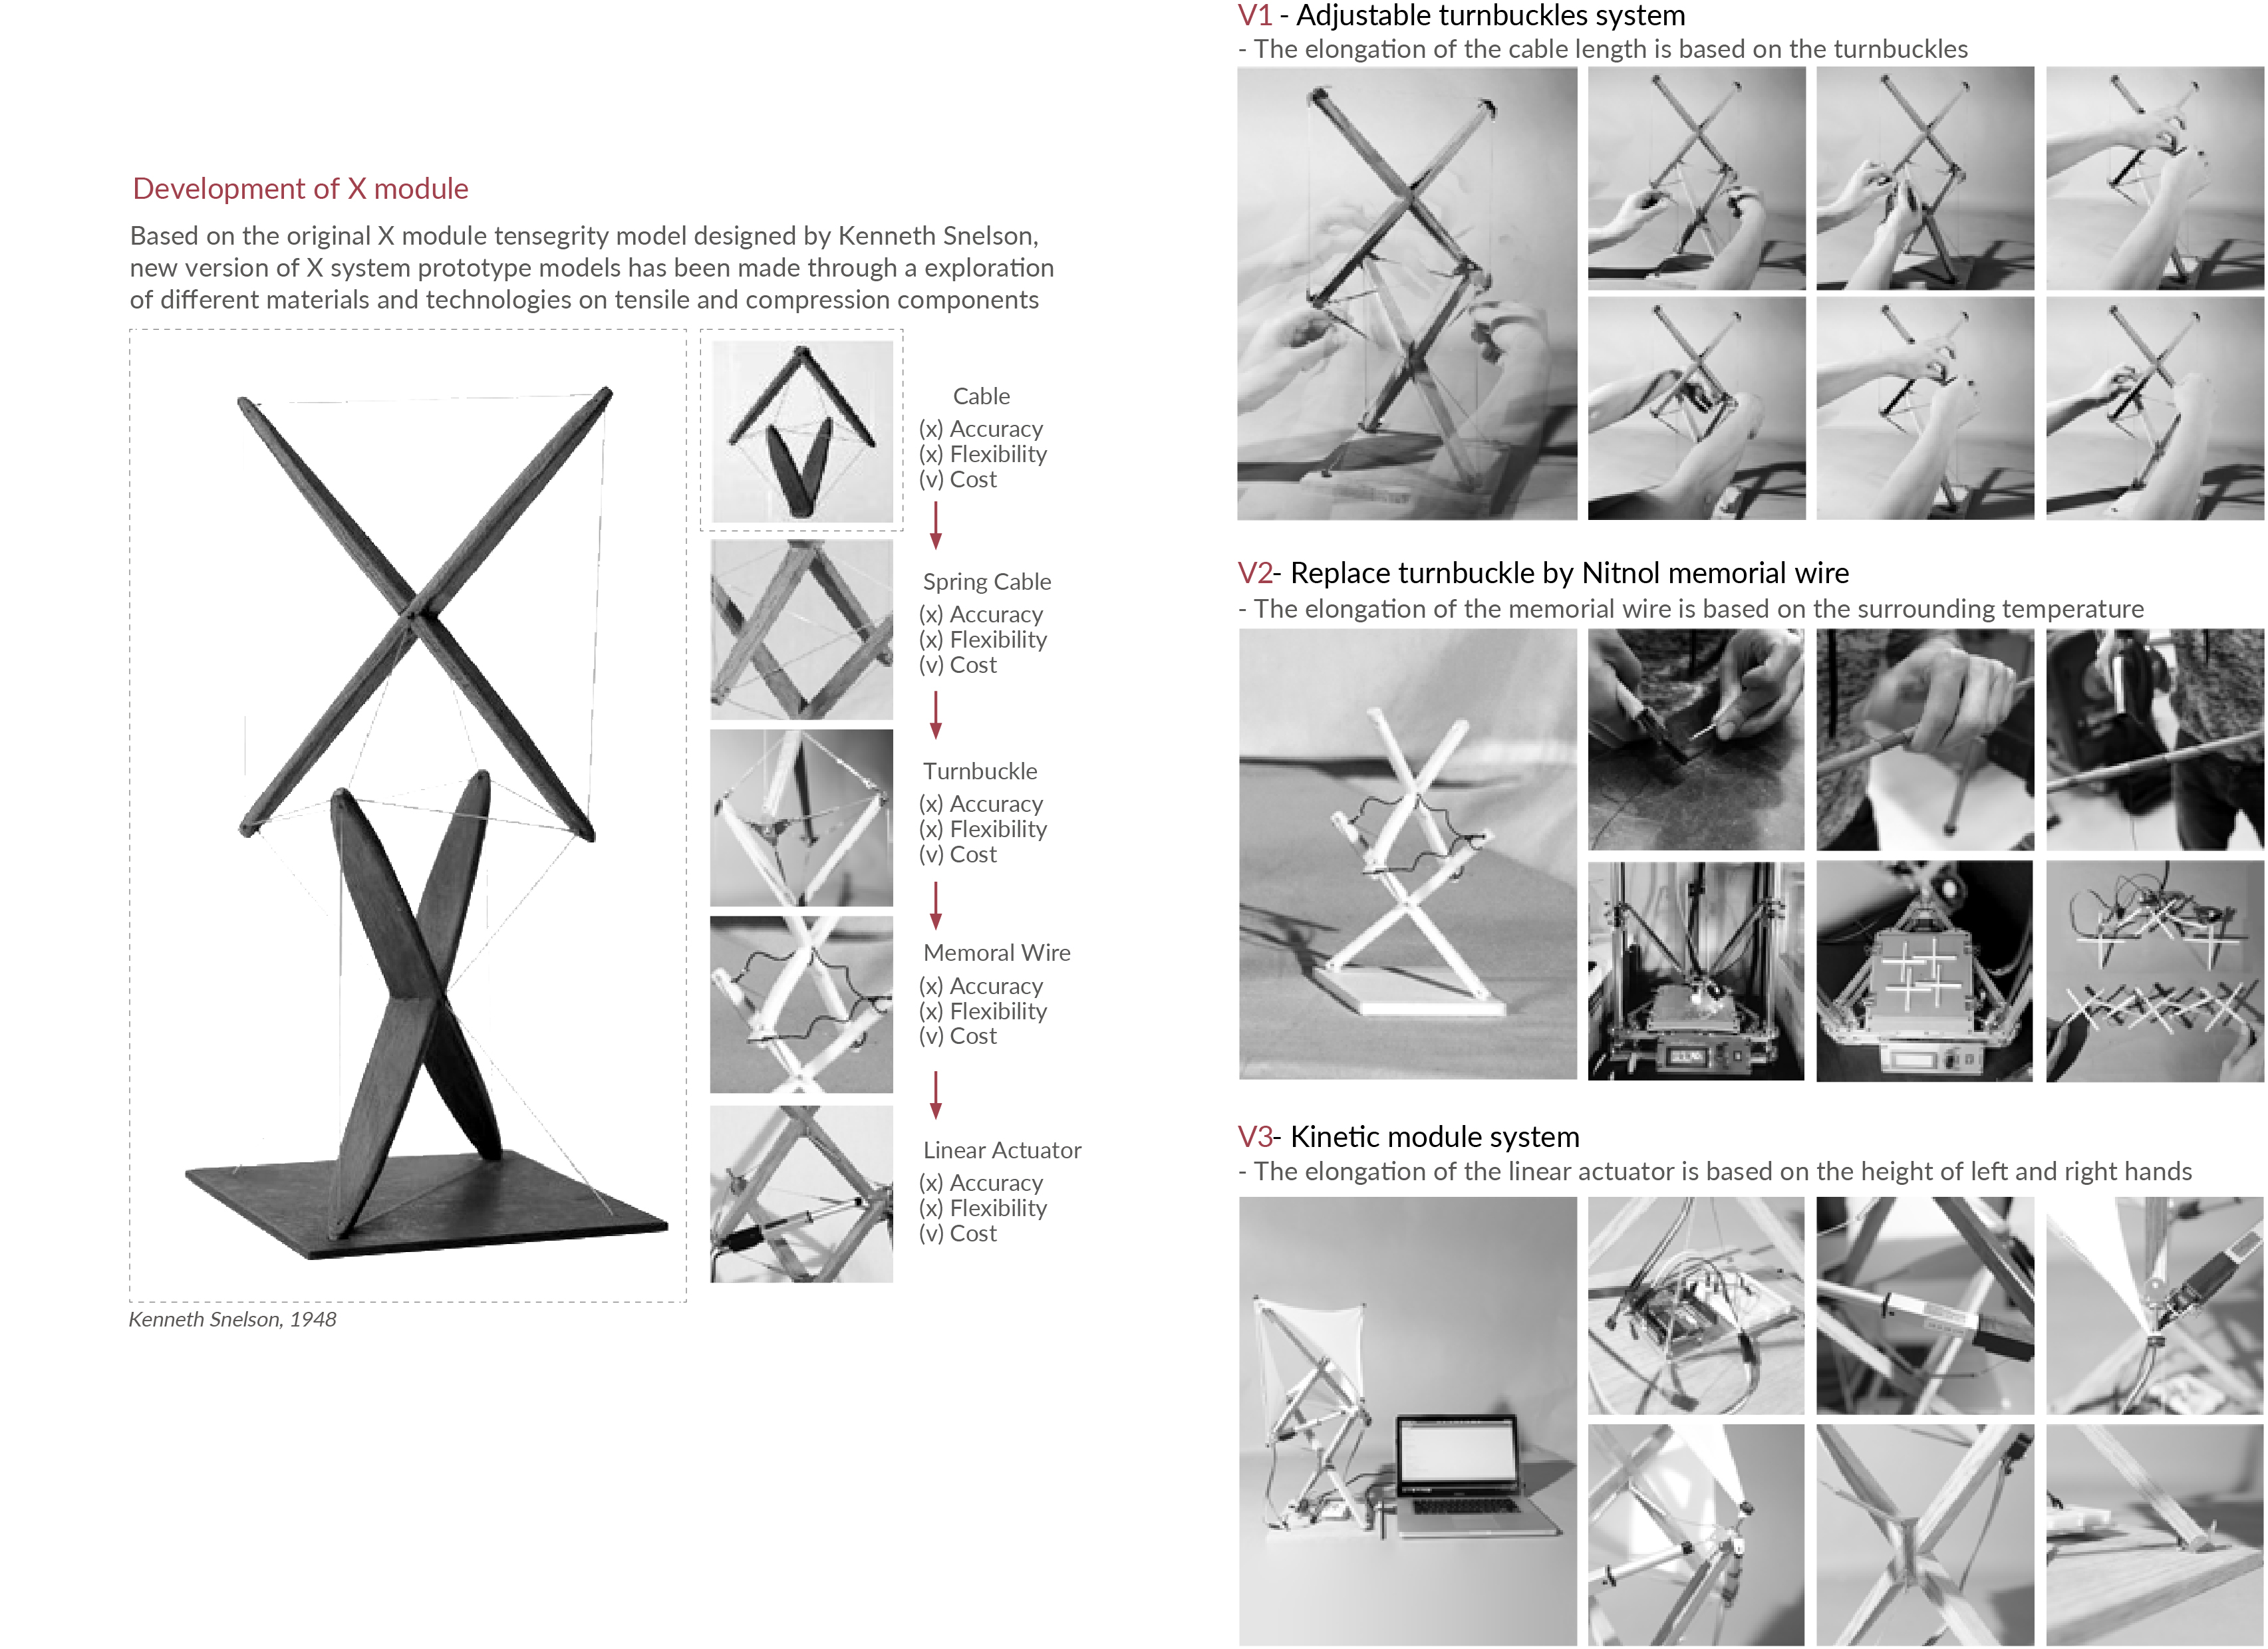 Development of X module
Based on the original X module tensegrity model designed by Kenneth Snelson,
new version of X system prototype models has been made through a exploration
of different materials and technologies on tensile and compression components
Cable
(x) Accuracy
(x) Flexibility
(v) Cost
Spring Cable
(x) Accuracy
(x) Flexibility
(v) Cost
Turnbuckle
(x) Accuracy
(x) Flexibility
(v) Cost
Memoral Wire
(x) Accuracy
(x) Flexibility
(v) Cost
Linear Actuator
(x) Accuracy
(x) Flexibility
(v) Cost
Kenneth Snelson, 1948
V1 - Adjustable turnbuckles system
- The elongation of the cable length is based on the turnbuckles
V2- Replace turnbuckle by Nitnol memorial wire
- The elongation of the memorial wire is based on the surrounding temperature
V3- Kinetic module system
- The elongation of the linear actuator is based on the height of left and right hands